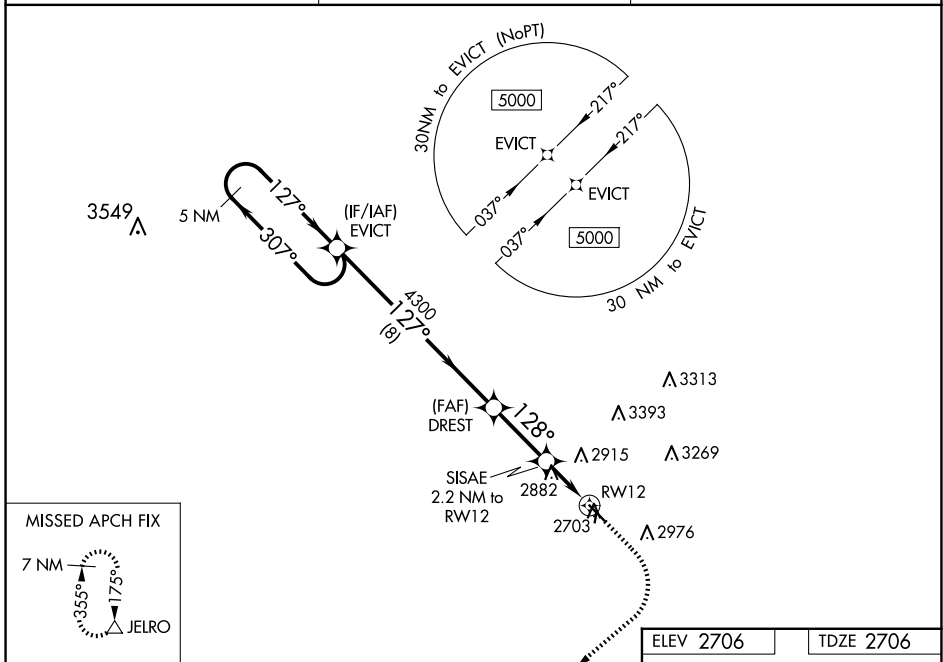 30NM to EVICT (NoPT)
5000
217°
EVICT
217°
037°
EVICT
037°
5000
30 NM to EVICT
3549
5 NM
127°
307°
(IF/IAF)
EVICT
4300
127°
(8)
(FAF)
DREST
128°
3313
3393
2915
3269
SISAE
2.2 NM to
RW12
2882
RW12
2703
2976
MISSED APCH FIX
7 NM
355°
175°
JELRO
ELEV 2706
TDZE 2706